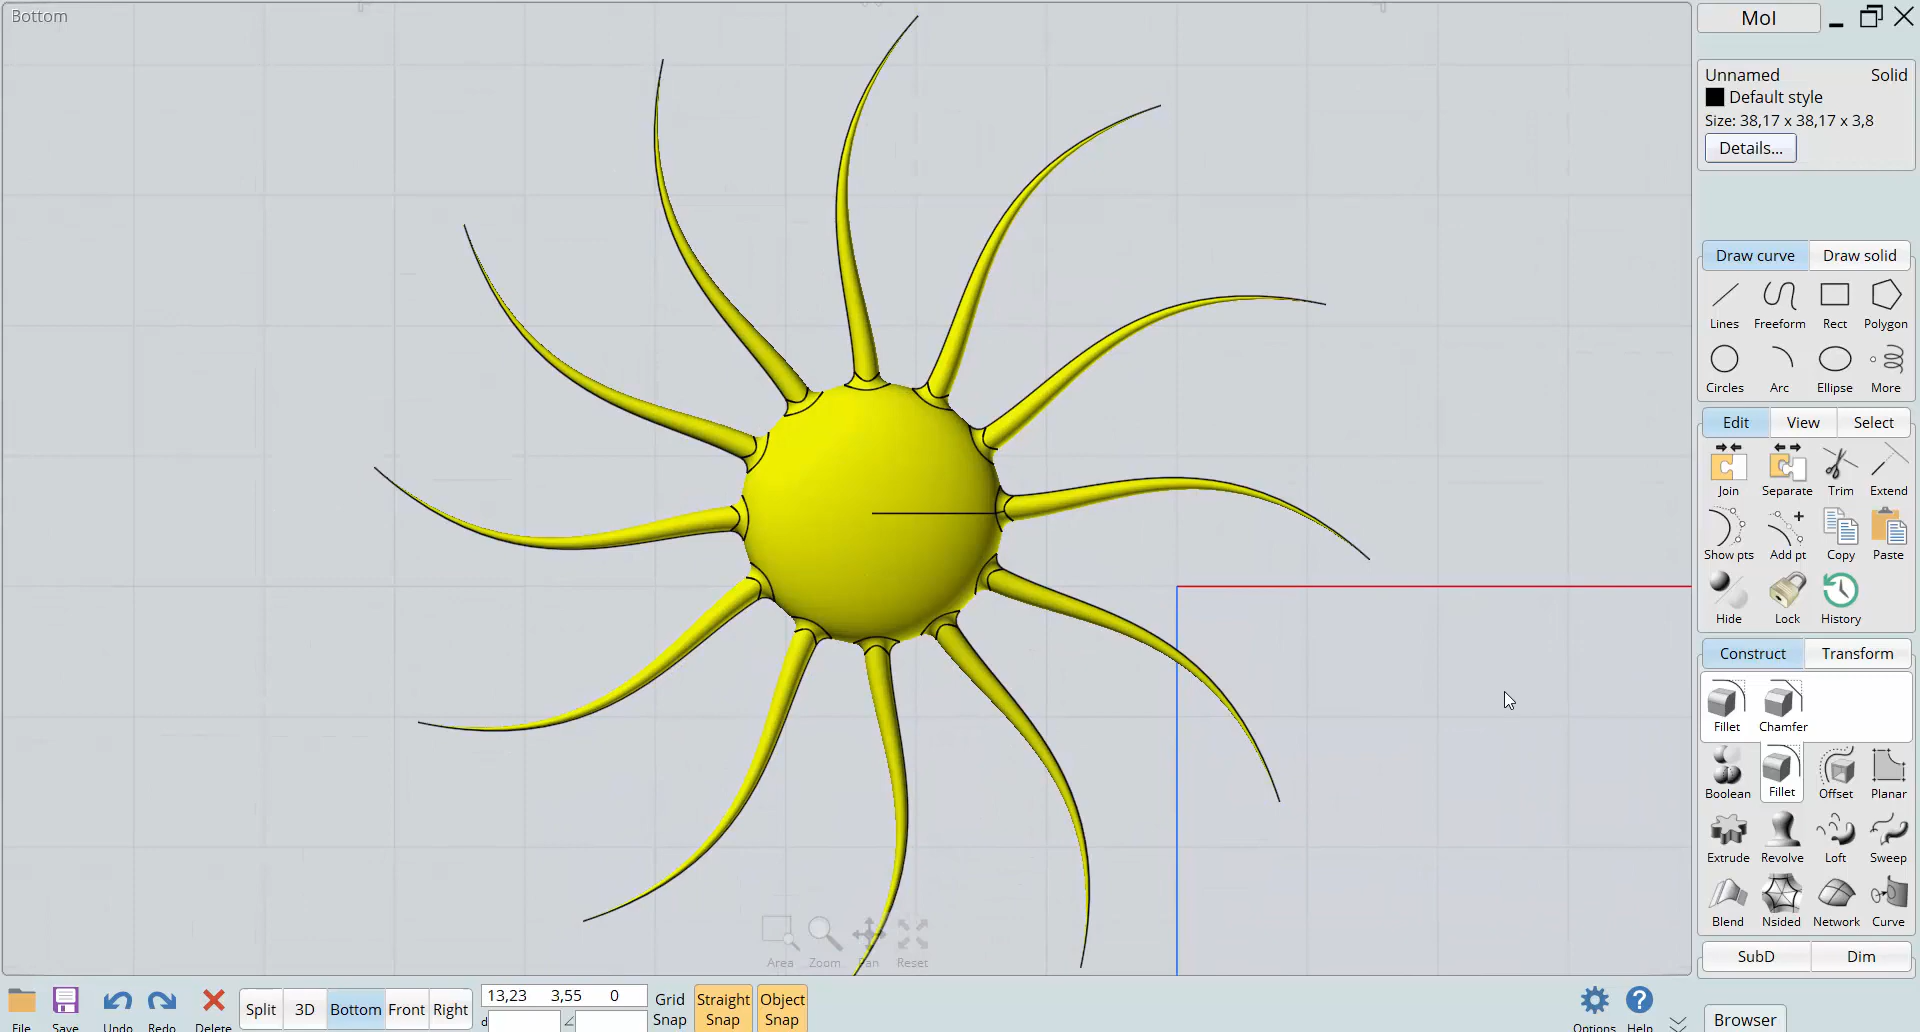 Bottom
MoI
Unnamed Solid
Default style
Size: 38,17 x 38,17 x 3,8
Details...
Draw curve Draw solid
Lines Freeform Rect Polygon
Circles Arc Ellipse More
Edit View Select
Join Separate Trim Extend
Show pts Add pt Copy Paste
Hide Lock History
Construct Transform
Fillet Chamfer
Boolean Fillet Offset Planar
Extrude Revolve Loft Sweep
Blend Nsided Network Curve
SubD Dim
Area Zoom Pan Reset
File Save Undo Redo Delete
Split 3D Bottom Front Right
13,23 3,55 0
d
Grid Snap
Straight Snap
Object Snap
Options Help
Browser